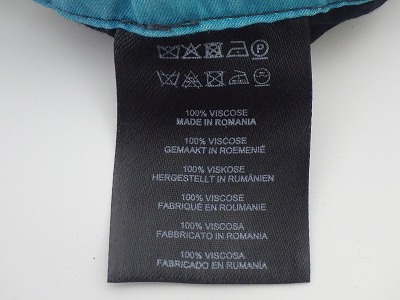 100% VISCOSE
MADE IN ROMANIA
100% VISCOSE
GEMAAKT IN ROEMENIË
100% VISKOSE
HERGESTELLT IN RUMÄNIEN
100% VISCOSE
FABRIQUÉ EN ROUMANIE
100% VISCOSA
FABBRICATO IN ROMANIA
100% VISCOSA
FABRICADO EN RUMANÍA